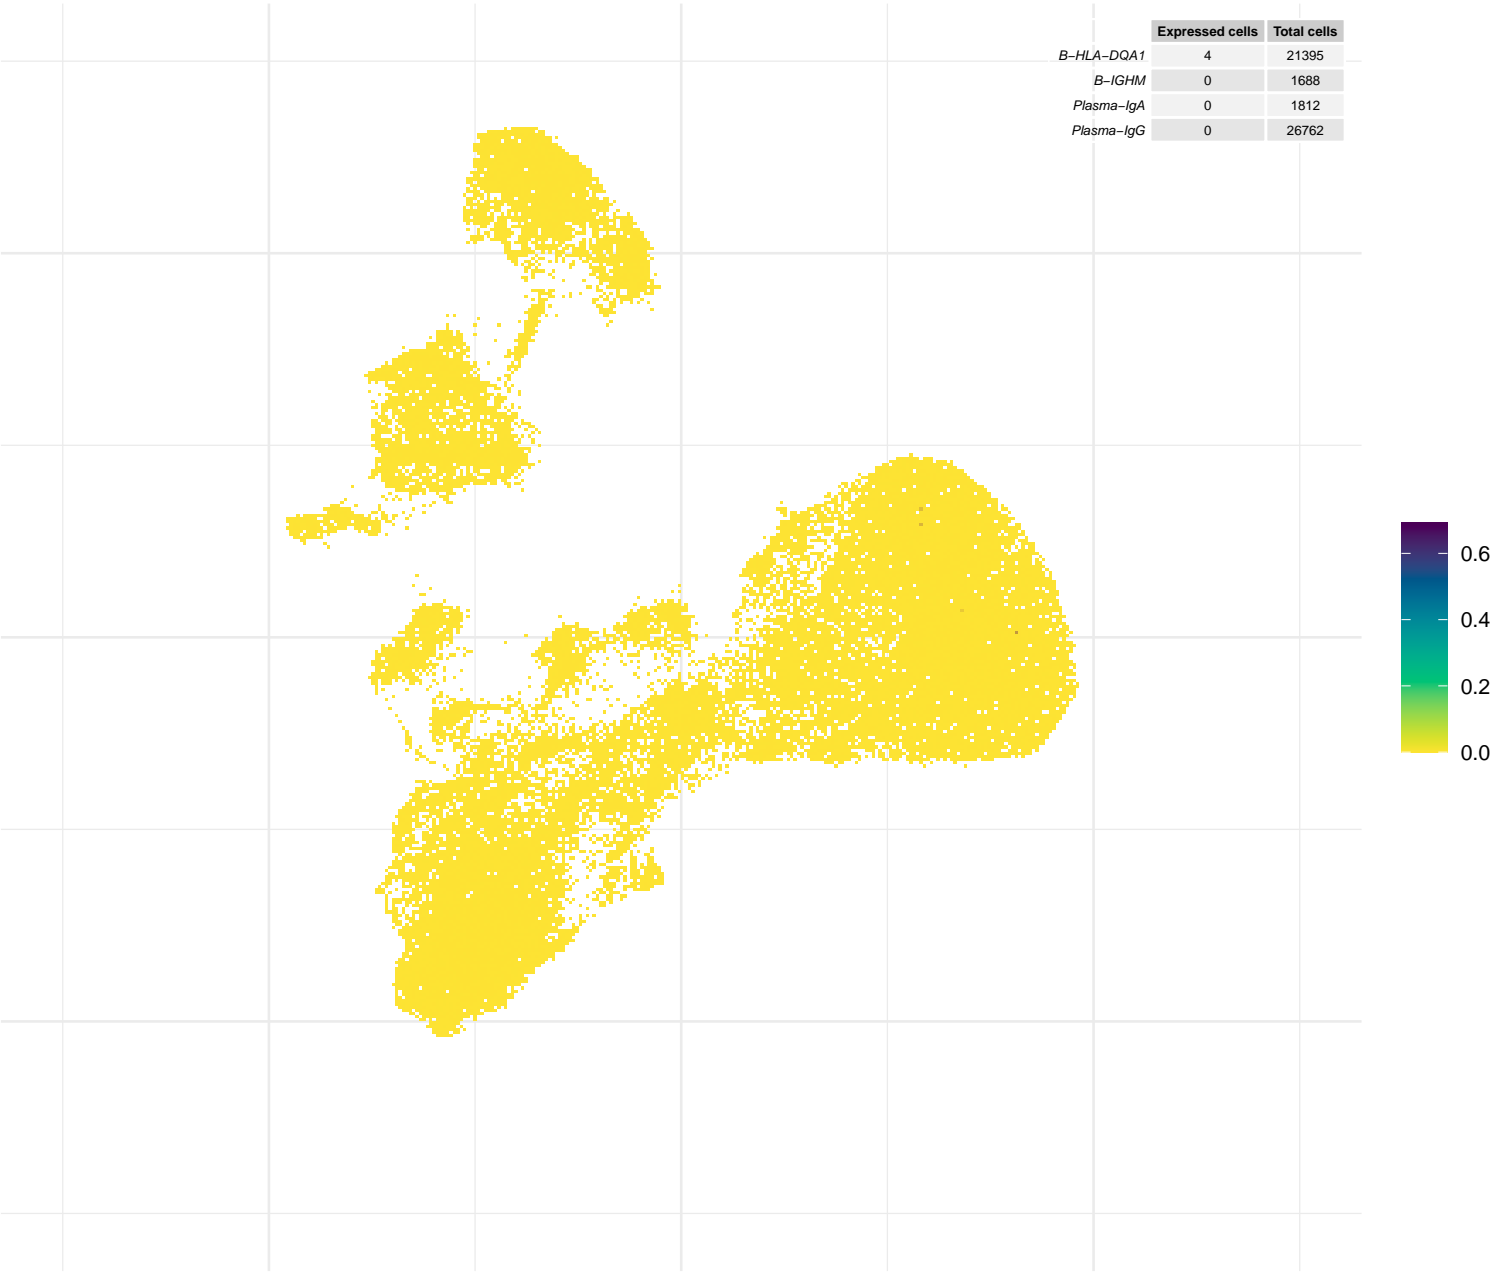 Expressed cells Total cells
B−HLA−DQA1 4 21395
B−IGHM 0 1688
Plasma−IgA 0 1812
Plasma−IgG 0 26762
0.6
0.4
0.2
0.0